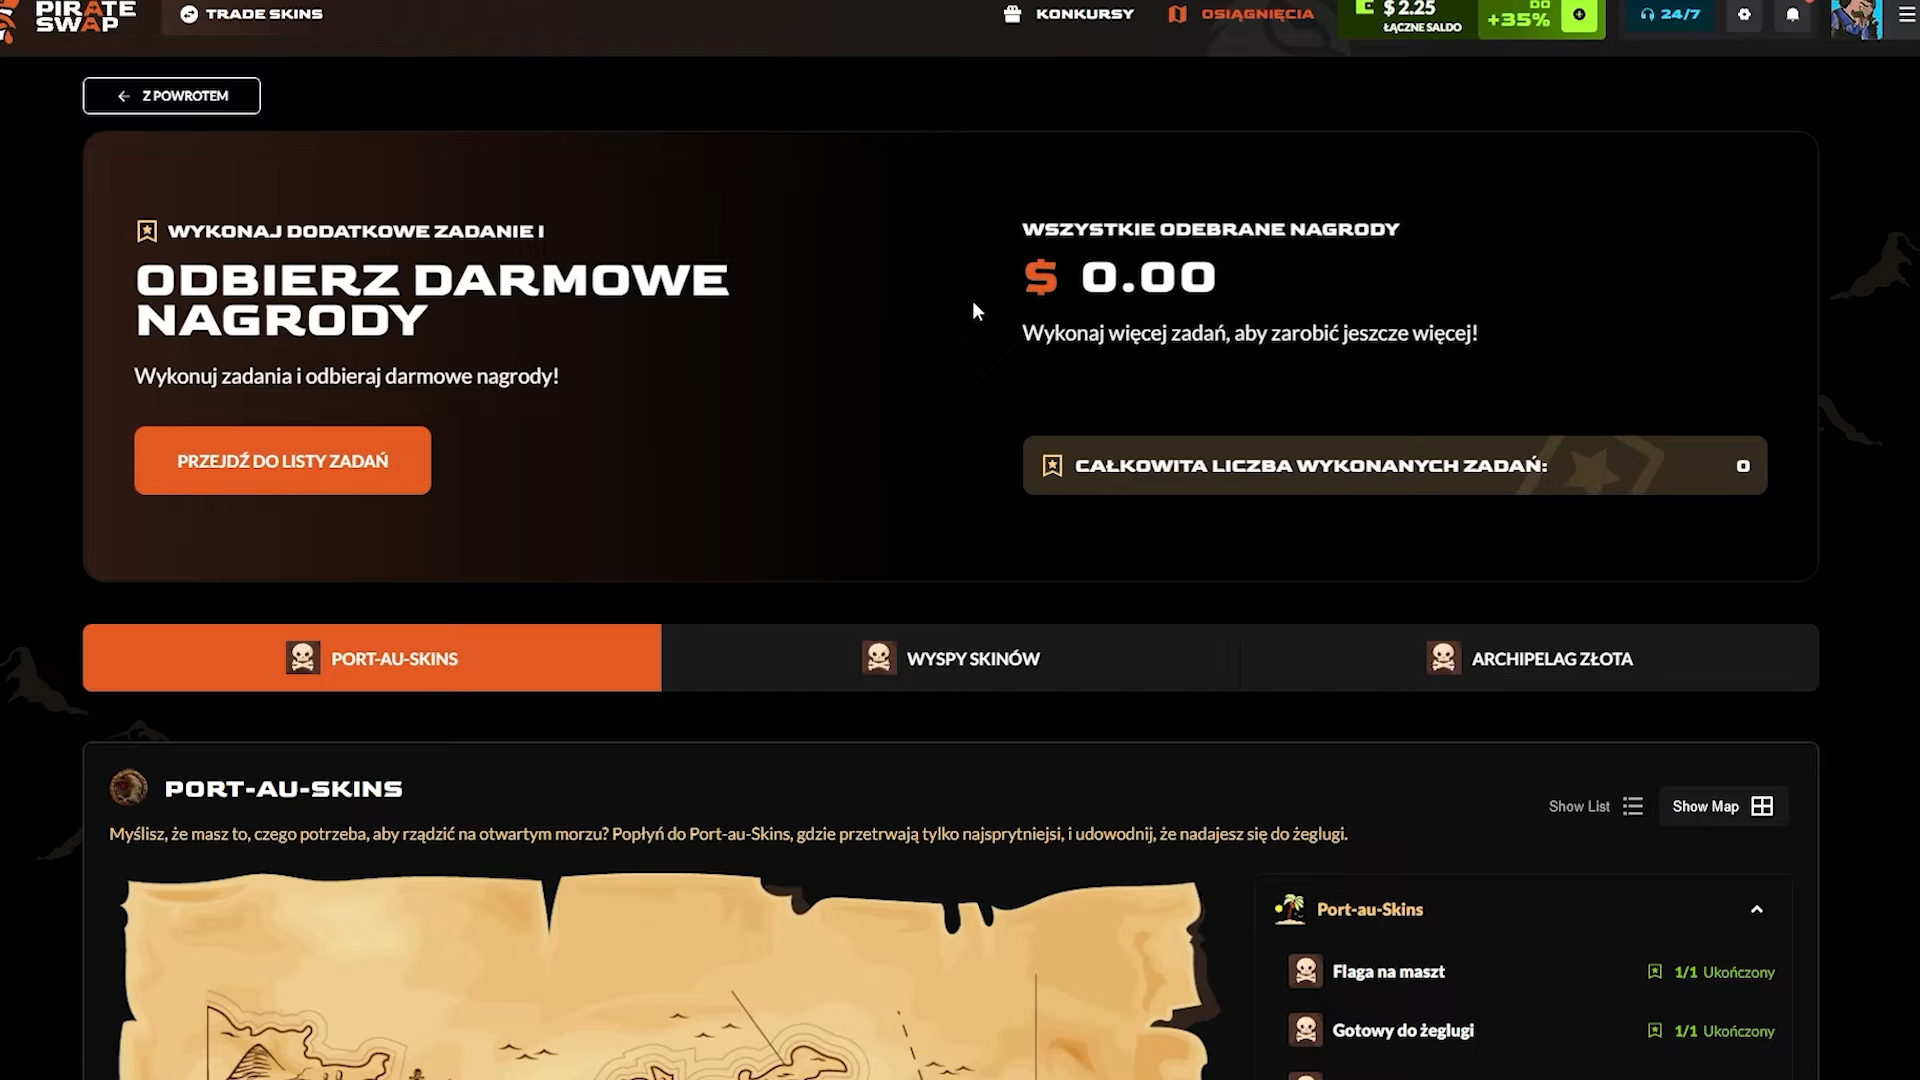 PIRATE
SWAP
TRADE SKINS
KONKURSY
OSIĄGNIĘCIA
$ 2.25
ŁĄCZNE SALDO
DO
+35%
24/7
Z POWROTEM
WYKONAJ DODATKOWE ZADANIE I
ODBIERZ DARMOWE
NAGRODY
Wykonuj zadania i odbieraj darmowe nagrody!
PRZEJDŹ DO LISTY ZADAŃ
WSZYSTKIE ODEBRANE NAGRODY
$ 0.00
Wykonaj więcej zadań, aby zarobić jeszcze więcej!
CAŁKOWITA LICZBA WYKONANYCH ZADAŃ: 0
PORT-AU-SKINS
WYSPY SKINÓW
ARCHIPELAG ZŁOTA
PORT-AU-SKINS
Show List
Show Map
Myślisz, że masz to, czego potrzeba, aby rządzić na otwartym morzu? Popłyń do Port-au-Skins, gdzie przetrwają tylko najsprytniejsi, i udowodnij, że nadajesz się do żeglugi.
Port-au-Skins
Flaga na maszt
1/1 Ukończony
Gotowy do żeglugi
1/1 Ukończony